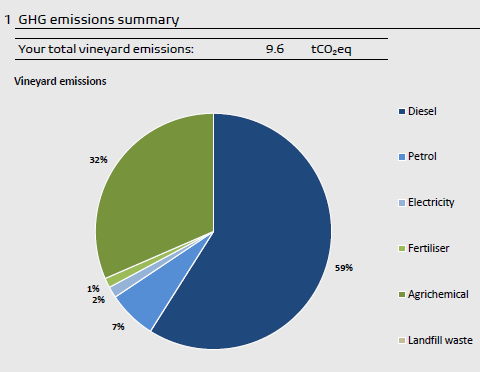 1 GHG emissions summary
Your total vineyard emissions: 9.6 tCO₂eq
Vineyard emissions
Diesel
32%
Petrol
Electricity
Fertiliser
59%
1%
Agrichemical
2%
7%
Landfill waste